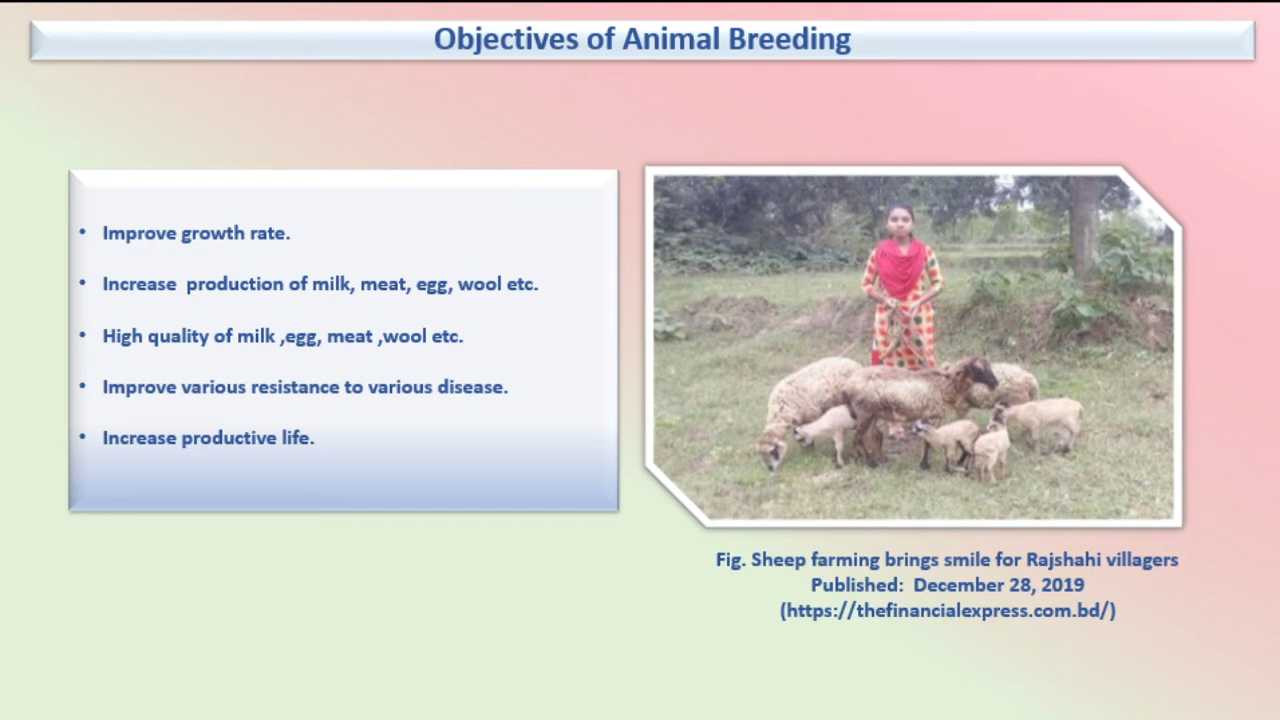 Objectives of Animal Breeding
• Improve growth rate.
• Increase  production of milk, meat, egg, wool etc.
• High quality of milk ,egg, meat ,wool etc.
• Improve various resistance to various disease.
• Increase productive life.
Fig. Sheep farming brings smile for Rajshahi villagers
Published:  December 28, 2019
(https://thefinancialexpress.com.bd/)